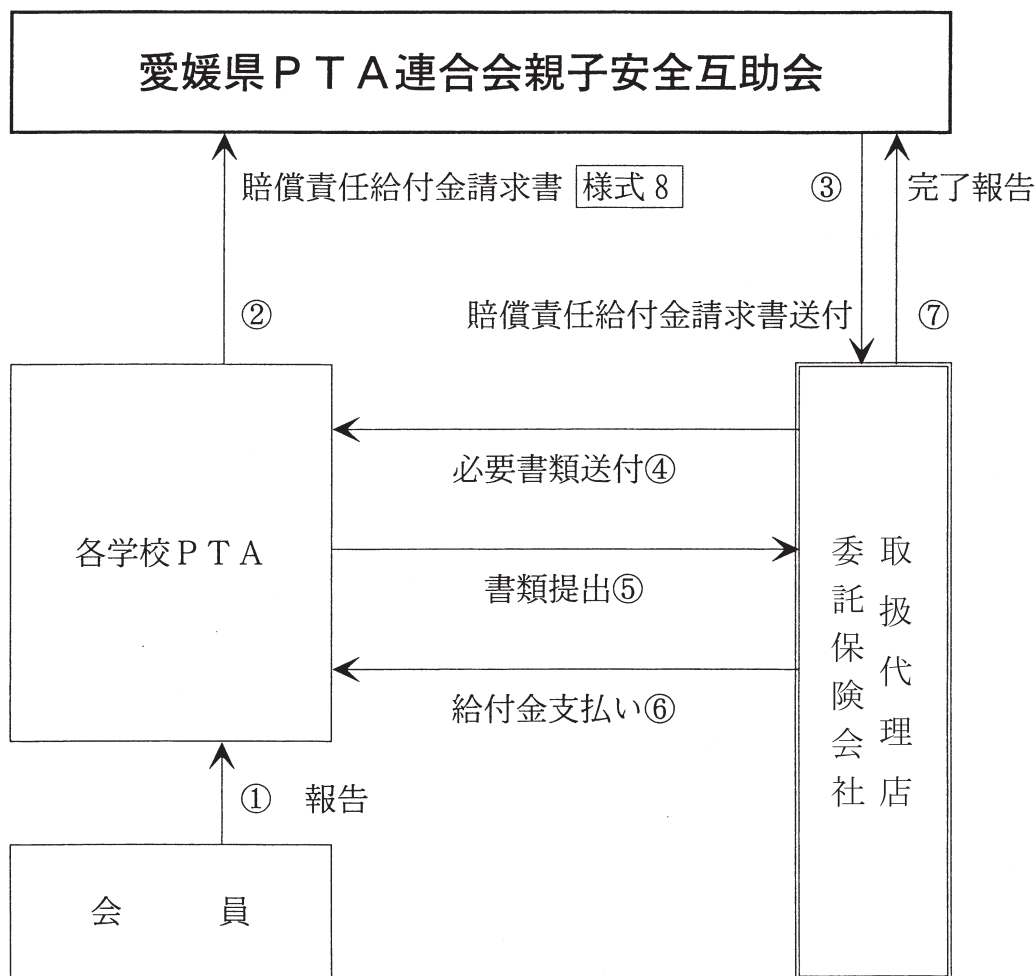 愛媛県PTA連合会親子安全互助会
賠償責任給付金請求書 様式8
③
完了報告
②
賠償責任給付金請求書送付
⑦
必要書類送付④
各学校PTA
書類提出⑤
給付金支払い⑥
取扱代理店
委託保険会社
① 報告
会員